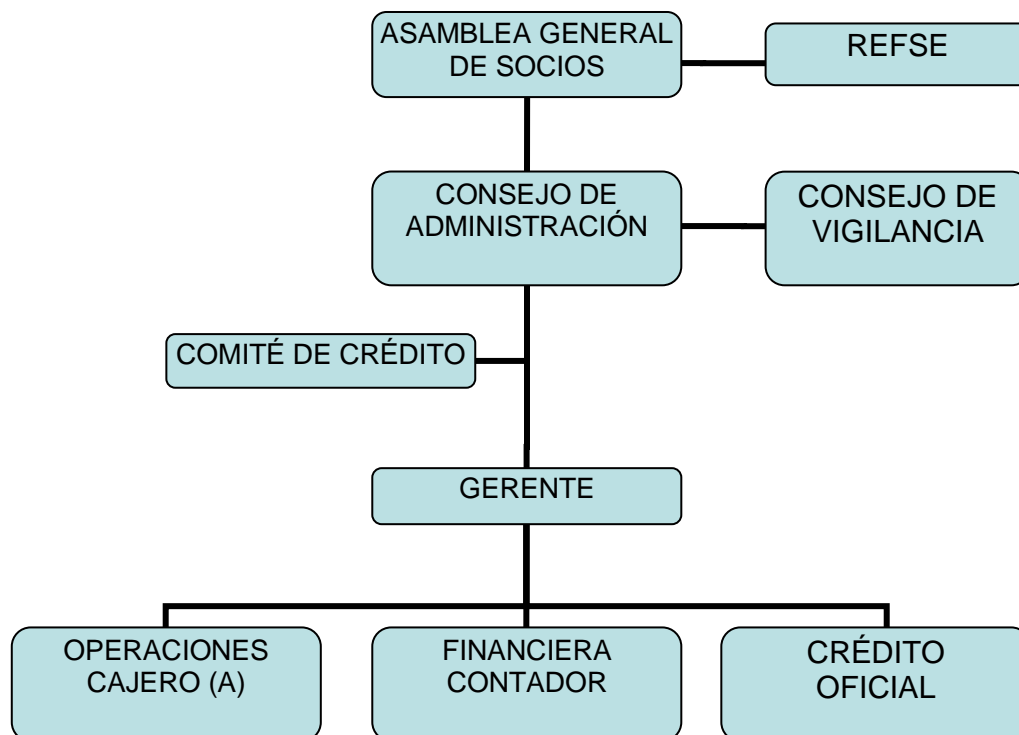 ASAMBLEA GENERAL
DE SOCIOS
REFSE
CONSEJO DE
ADMINISTRACIÓN
CONSEJO DE
VIGILANCIA
COMITÉ DE CRÉDITO
GERENTE
OPERACIONES
CAJERO (A)
FINANCIERA
CONTADOR
CRÉDITO
OFICIAL